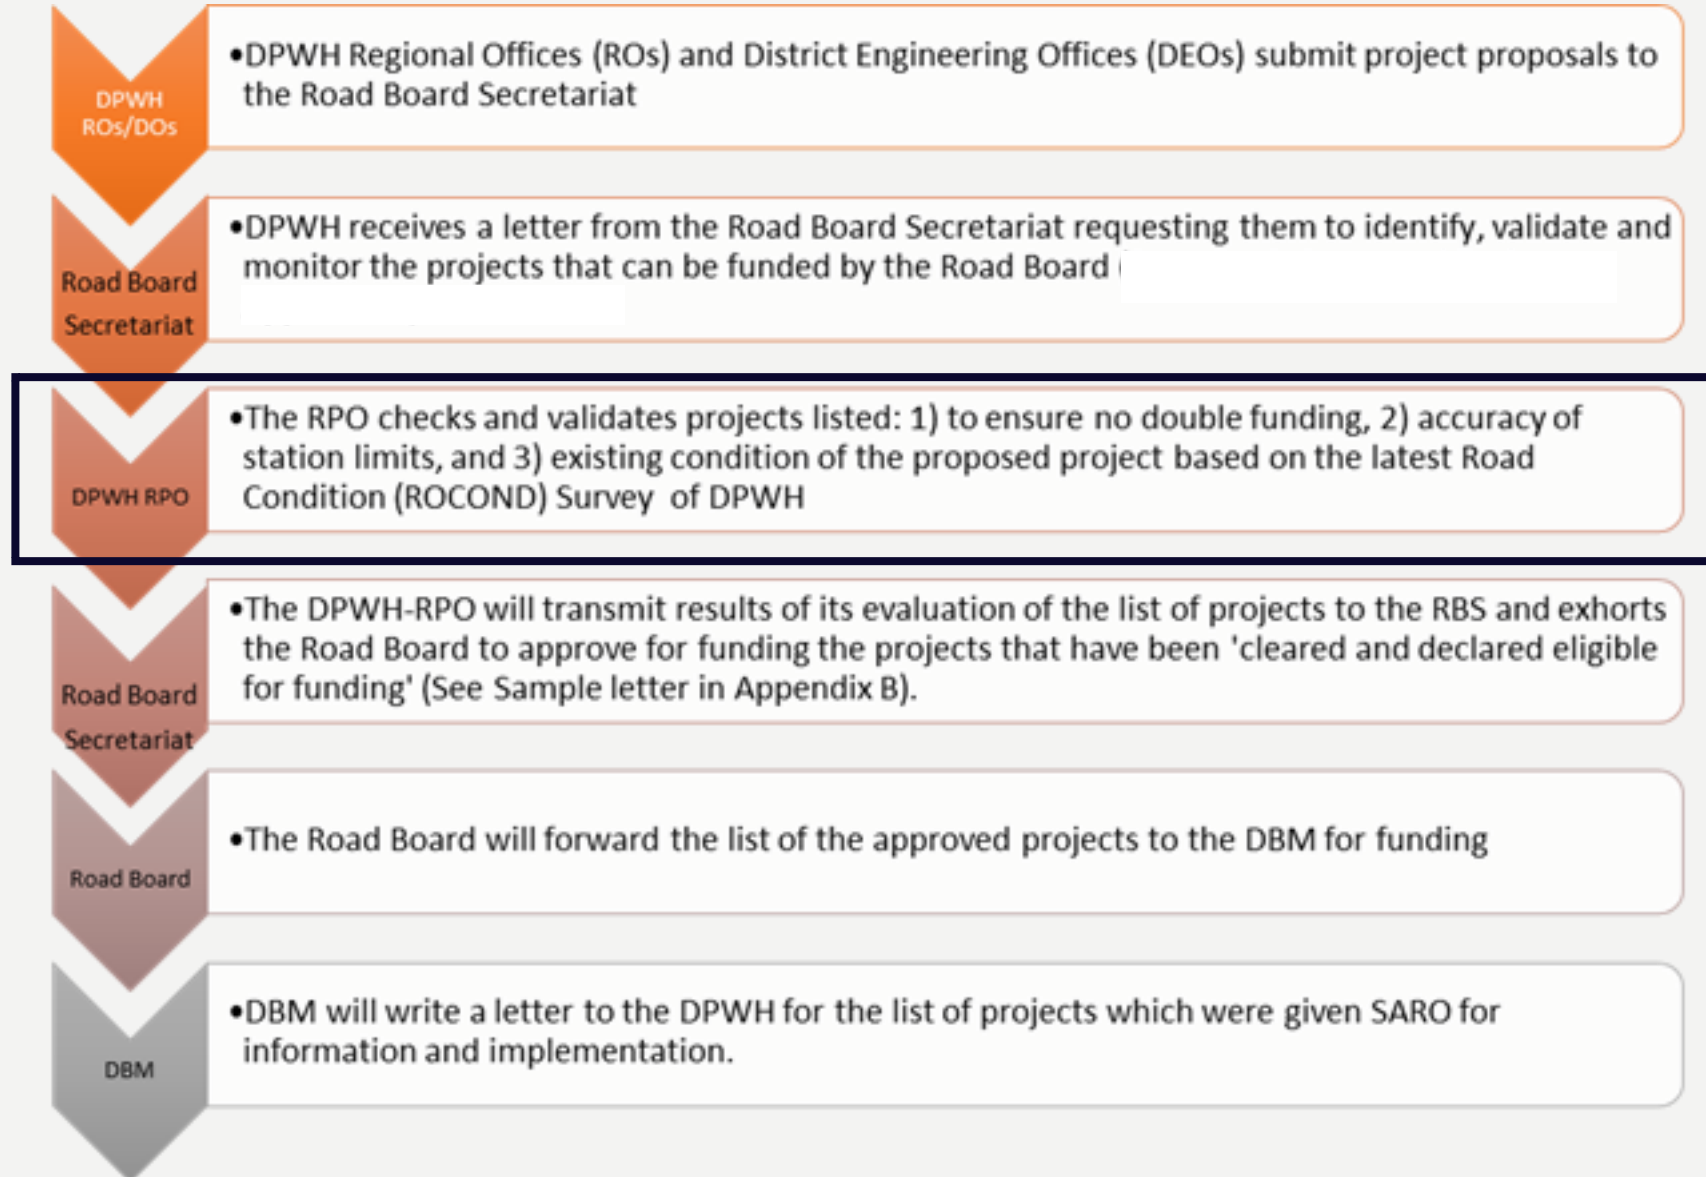 DPWH
ROs/DOs
•DPWH Regional Offices (ROs) and District Engineering Offices (DEOs) submit project proposals to
the Road Board Secretariat
Road Board
Secretariat
•DPWH receives a letter from the Road Board Secretariat requesting them to identify, validate and
monitor the projects that can be funded by the Road Board (
DPWH RPO
•The RPO checks and validates projects listed: 1) to ensure no double funding, 2) accuracy of
station limits, and 3) existing condition of the proposed project based on the latest Road
Condition (ROCOND) Survey of DPWH
Road Board
Secretariat
•The DPWH-RPO will transmit results of its evaluation of the list of projects to the RBS and exhorts
the Road Board to approve for funding the projects that have been 'cleared and declared eligible
for funding' (See Sample letter in Appendix B).
Road Board
•The Road Board will forward the list of the approved projects to the DBM for funding
DBM
•DBM will write a letter to the DPWH for the list of projects which were given SARO for
information and implementation.